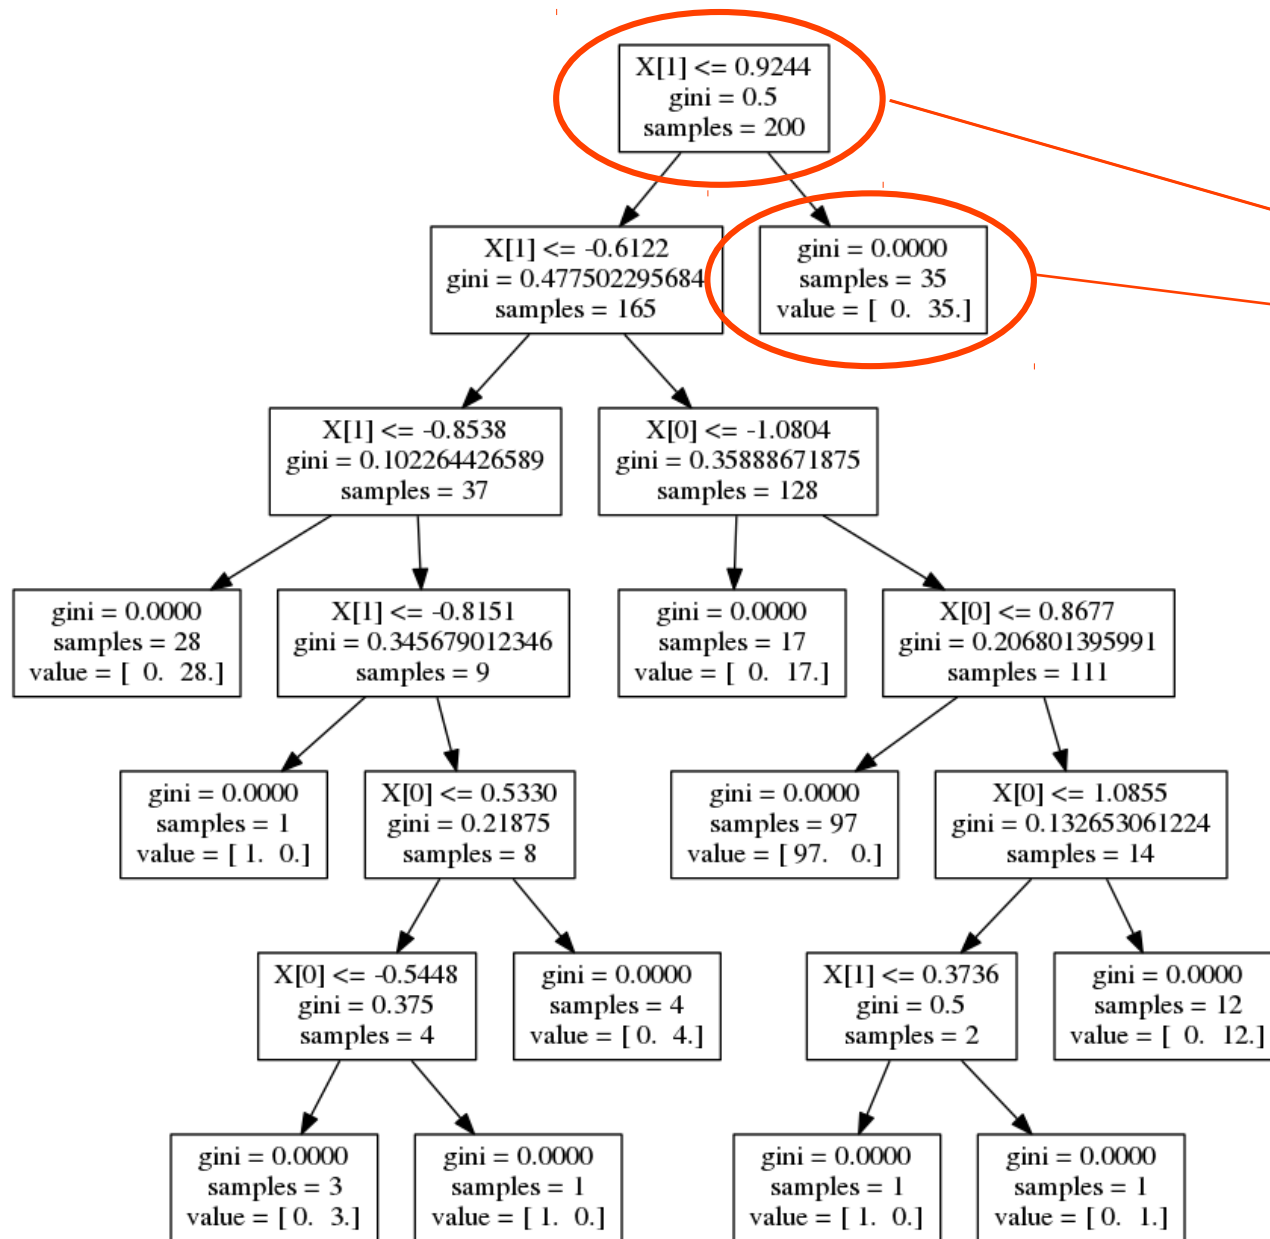 X[1] <= 0.9244
gini = 0.5
samples = 200
X[1] <= -0.6122
gini = 0.477502295684
samples = 165
gini = 0.0000
samples = 35
value = [  0.  35.]
X[1] <= -0.8538
gini = 0.102264426589
samples = 37
X[0] <= -1.0804
gini = 0.35888671875
samples = 128
gini = 0.0000
samples = 28
value = [  0.  28.]
X[1] <= -0.8151
gini = 0.345679012346
samples = 9
gini = 0.0000
samples = 17
value = [  0.  17.]
X[0] <= 0.8677
gini = 0.206801395991
samples = 111
gini = 0.0000
samples = 1
value = [ 1.  0.]
X[0] <= 0.5330
gini = 0.21875
samples = 8
gini = 0.0000
samples = 97
value = [ 97.   0.]
X[0] <= 1.0855
gini = 0.132653061224
samples = 14
X[0] <= -0.5448
gini = 0.375
samples = 4
gini = 0.0000
samples = 4
value = [ 0.  4.]
X[1] <= 0.3736
gini = 0.5
samples = 2
gini = 0.0000
samples = 12
value = [  0.  12.]
gini = 0.0000
samples = 3
value = [ 0.  3.]
gini = 0.0000
samples = 1
value = [ 1.  0.]
gini = 0.0000
samples = 1
value = [ 1.  0.]
gini = 0.0000
samples = 1
value = [ 0.  1.]